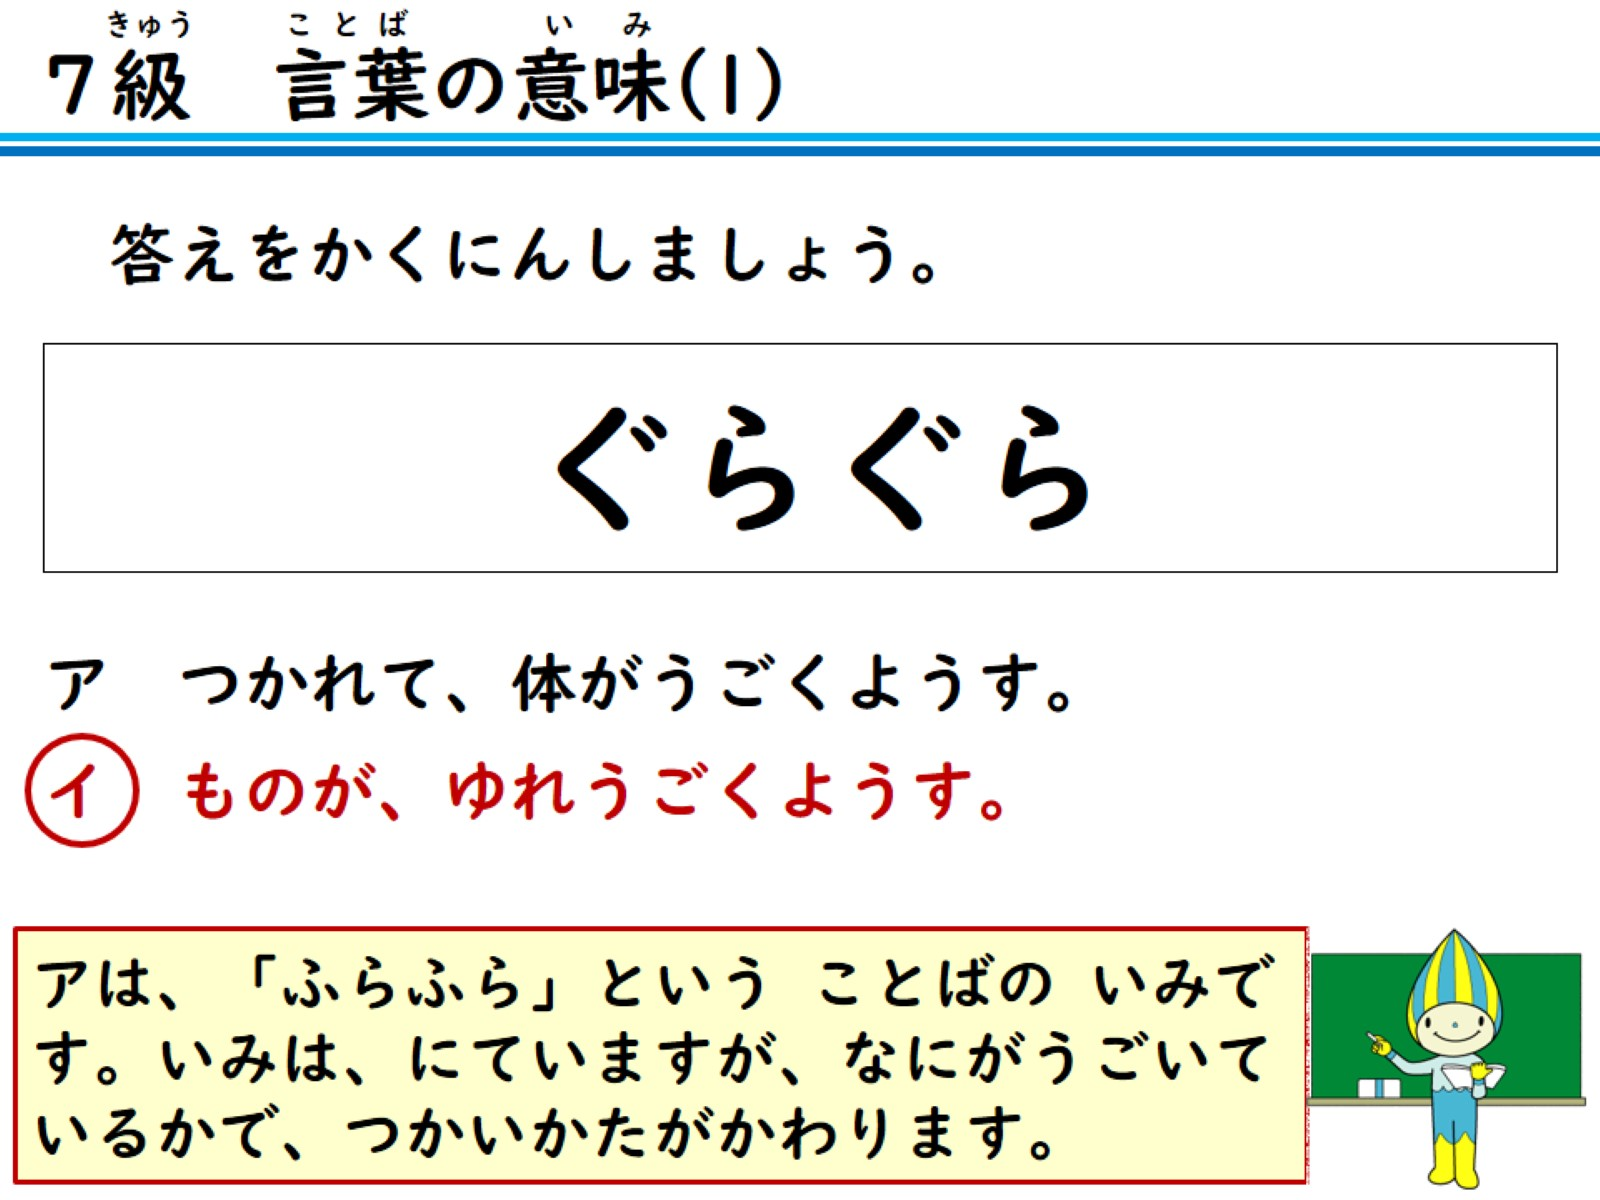 きゅう ことば いみ
7級 言葉の意味(1)
答えをかくにんしましょう。
ぐらぐら
ア つかれて、体がうごくようす。
イ ものが、ゆれうごくようす。
アは、「ふらふら」という ことばの いみで
す。いみは、にていますが、なにがうごいて
いるかで、つかいかたがかわります。